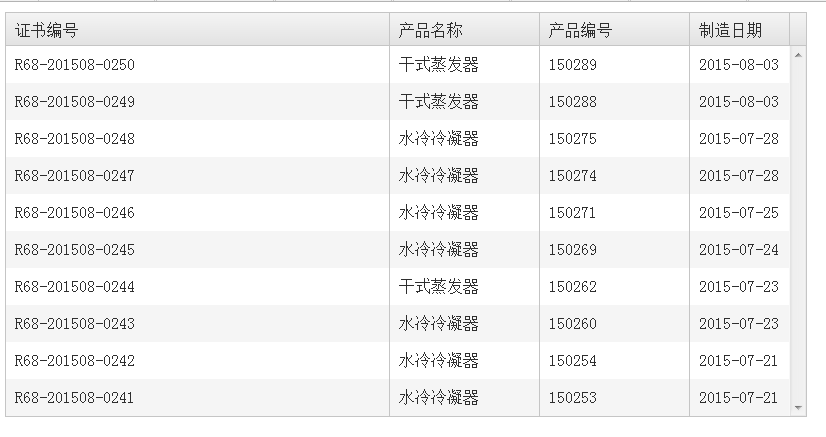 证书编号 产品名称 产品编号 制造日期
R68-201508-0250 干式蒸发器 150289 2015-08-03
R68-201508-0249 干式蒸发器 150288 2015-08-03
R68-201508-0248 水冷冷凝器 150275 2015-07-28
R68-201508-0247 水冷冷凝器 150274 2015-07-28
R68-201508-0246 水冷冷凝器 150271 2015-07-25
R68-201508-0245 水冷冷凝器 150269 2015-07-24
R68-201508-0244 干式蒸发器 150262 2015-07-23
R68-201508-0243 水冷冷凝器 150260 2015-07-23
R68-201508-0242 水冷冷凝器 150254 2015-07-21
R68-201508-0241 水冷冷凝器 150253 2015-07-21